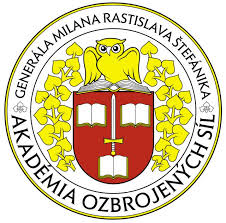 GENERÁLA MILANA RASTISLAVA ŠTEFÁNIKA
AKADÉMIA OZBROJENÝCH SÍL